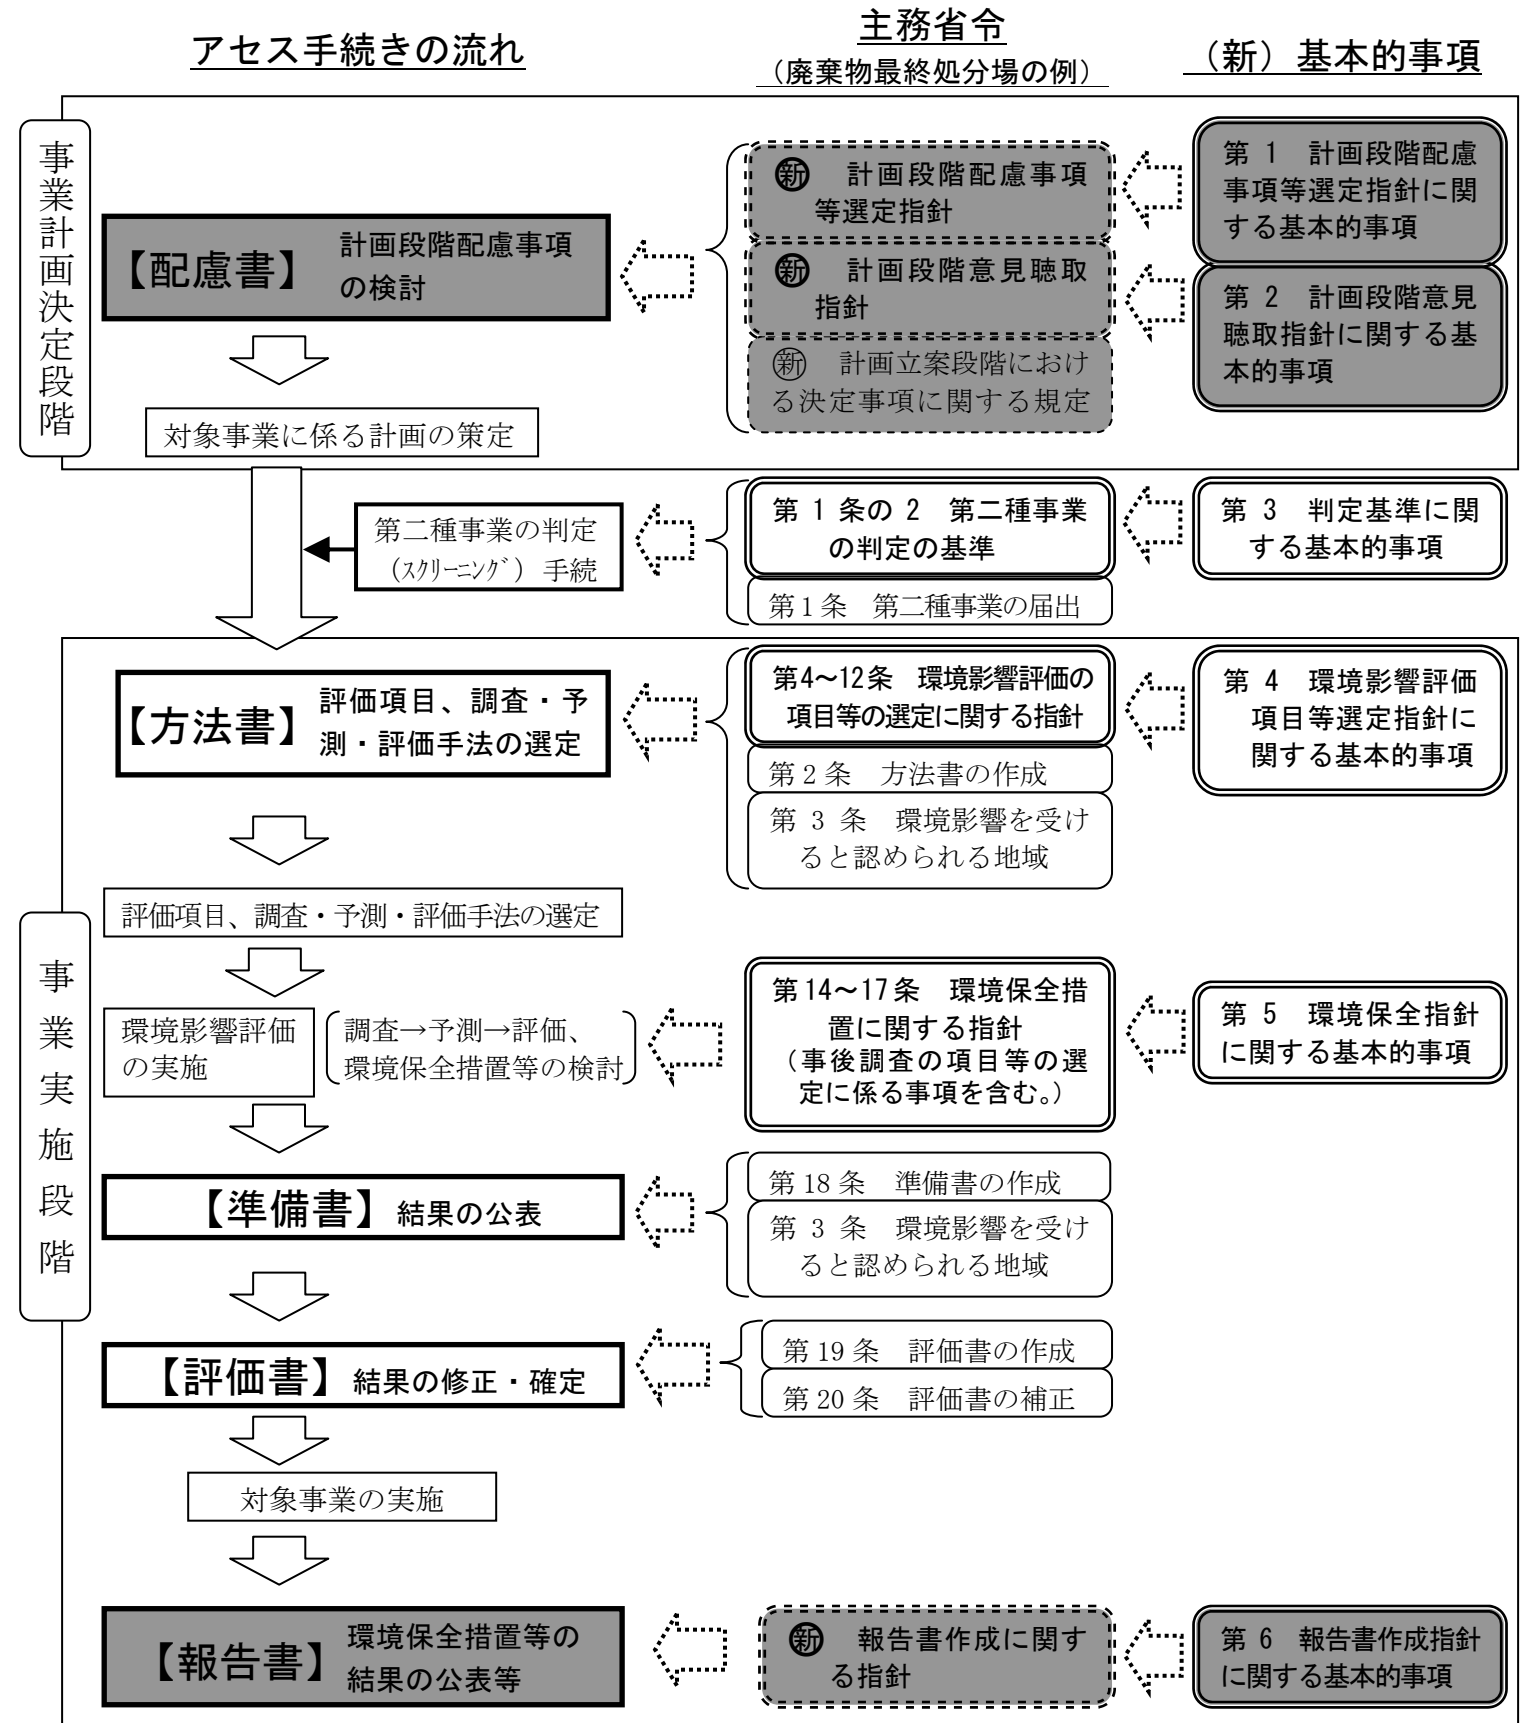 アセス手続きの流れ
主務省令
（廃棄物最終処分場の例）
（新）基本的事項
事業計画決定段階
【配慮書】
計画段階配慮事項
の検討
㊟新 計画段階配慮事項
等選定指針
新 計画段階意見聴取
指針
新 計画立案段階におけ
る決定事項に関する規定
第 1 計画段階配慮
事項等選定指針に関
する基本的事項
第 2 計画段階意見
聴取指針に関する基
本的事項
対象事業に係る計画の策定
第二種事業の判定
（ｽｸﾘｰﾆﾝｸﾞ）手続
第 1 条の 2 第二種事業
の判定の基準
第 1 条 第二種事業の届出
第 3 判定基準に関
する基本的事項
事業実施段階
【方法書】
評価項目、調査・予
測・評価手法の選定
第4～12条 環境影響評価の
項目等の選定に関する指針
第 2 条 方法書の作成
第 3 条 環境影響を受け
ると認められる地域
第 4 環境影響評価
項目等選定指針に
関する基本的事項
評価項目、調査・予測・評価手法の選定
環境影響評価
の実施
調査→予測→評価、
環境保全措置等の検討
第14～17条 環境保全措
置に関する指針
（事後調査の項目等の選
定に係る事項を含む。）
第 5 環境保全指針
に関する基本的事項
【準備書】結果の公表
第 18 条 準備書の作成
第 3 条 環境影響を受け
ると認められる地域
【評価書】結果の修正・確定
第 19 条 評価書の作成
第 20 条 評価書の補正
対象事業の実施
【報告書】
環境保全措置等の
結果の公表等
新 報告書作成に関す
る指針
第 6 報告書作成指針
に関する基本的事項